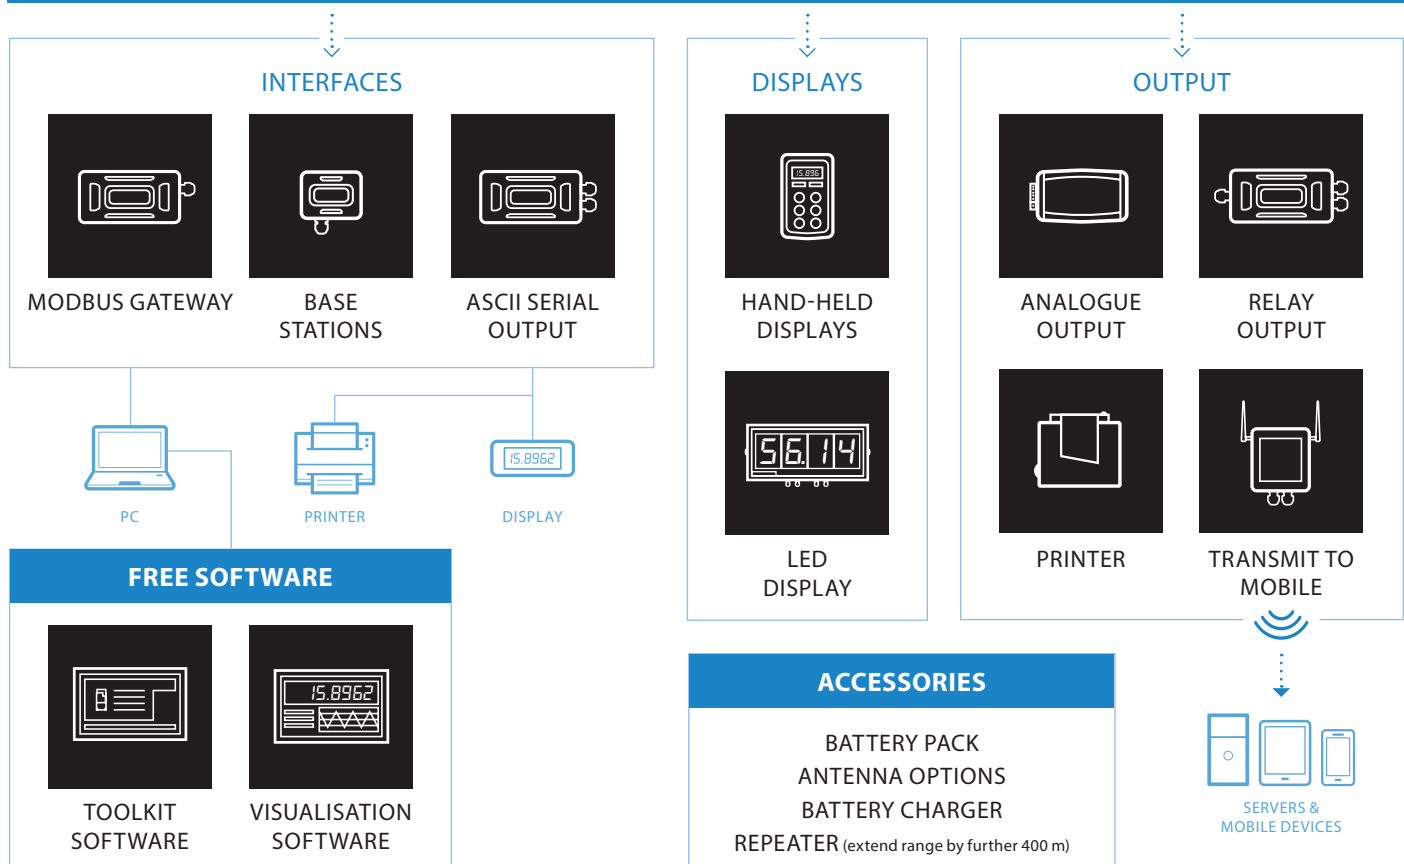 INTERFACES
MODBUS GATEWAY
BASE
STATIONS
ASCII SERIAL
OUTPUT
PC
PRINTER
15.8962
DISPLAY
FREE SOFTWARE
TOOLKIT
SOFTWARE
15.8962
VISUALISATION
SOFTWARE
DISPLAYS
15.896
HAND-HELD
DISPLAYS
56.14
LED
DISPLAY
OUTPUT
ANALOGUE
OUTPUT
RELAY
OUTPUT
PRINTER
TRANSMIT TO
MOBILE
SERVERS &
MOBILE DEVICES
ACCESSORIES
BATTERY PACK
ANTENNA OPTIONS
BATTERY CHARGER
REPEATER (extend range by further 400 m)